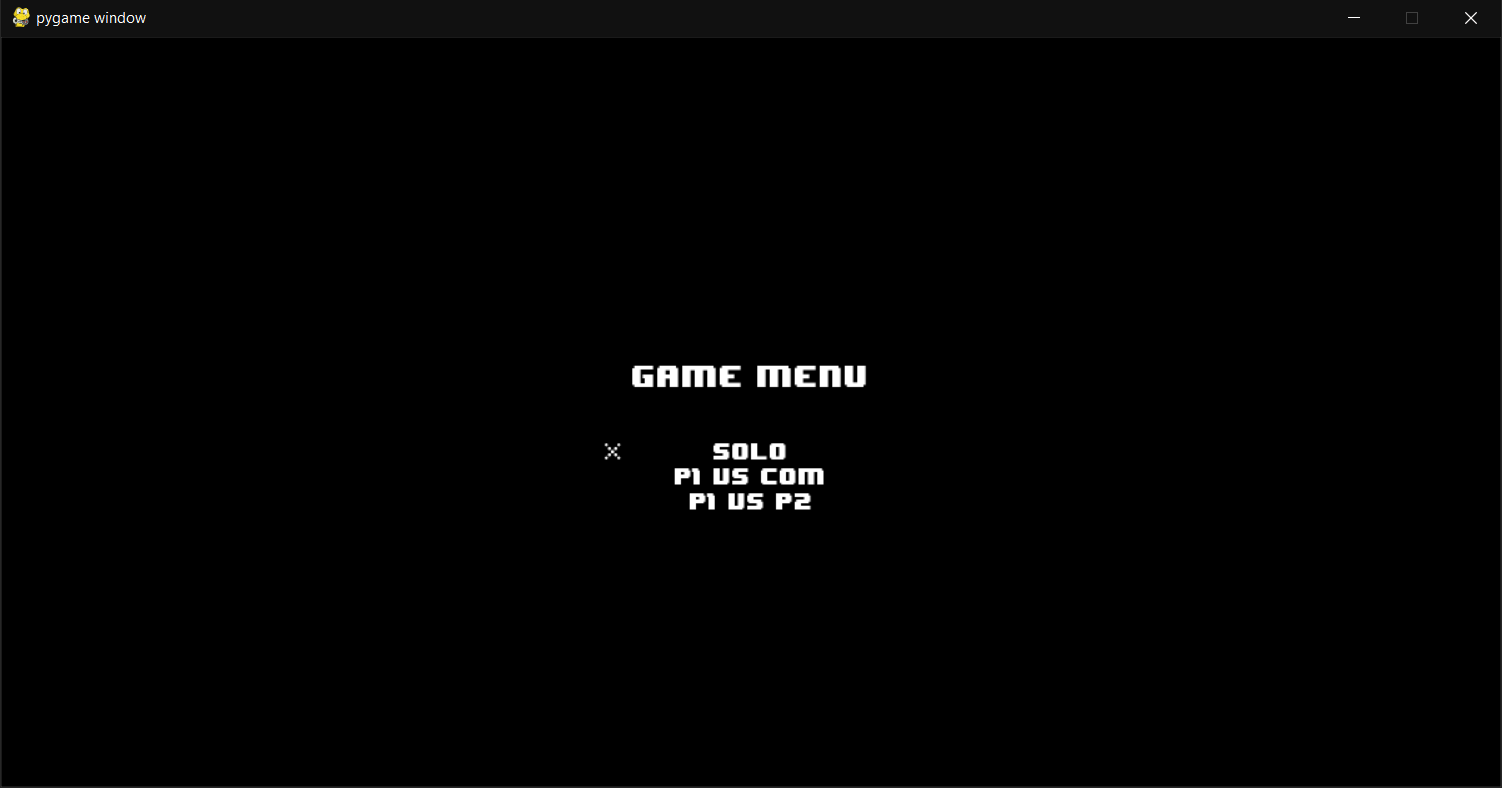 pygame window
GAME MENU
X SOLO
P1 VS COM
P1 VS P2